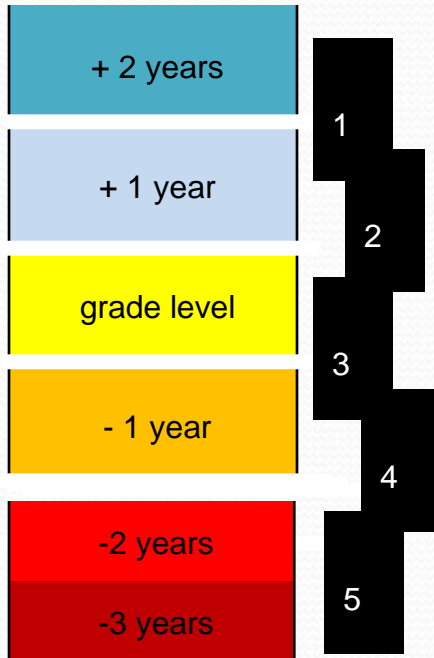 + 2 years
1
+ 1 year
2
grade level
3
- 1 year
4
-2 years
5
-3 years